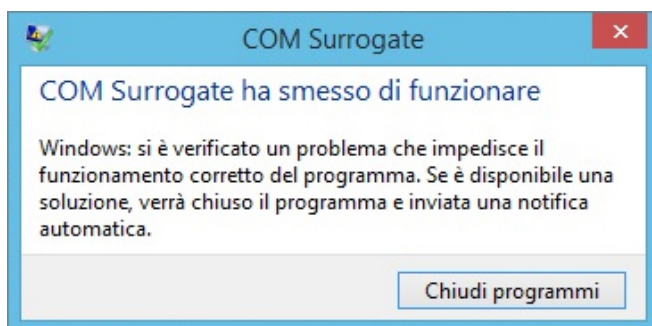 COM Surrogate
COM Surrogate ha smesso di funzionare
Windows: si è verificato un problema che impedisce il
funzionamento corretto del programma. Se è disponibile una
soluzione, verrà chiuso il programma e inviata una notifica
automatica.
Chiudi programmi